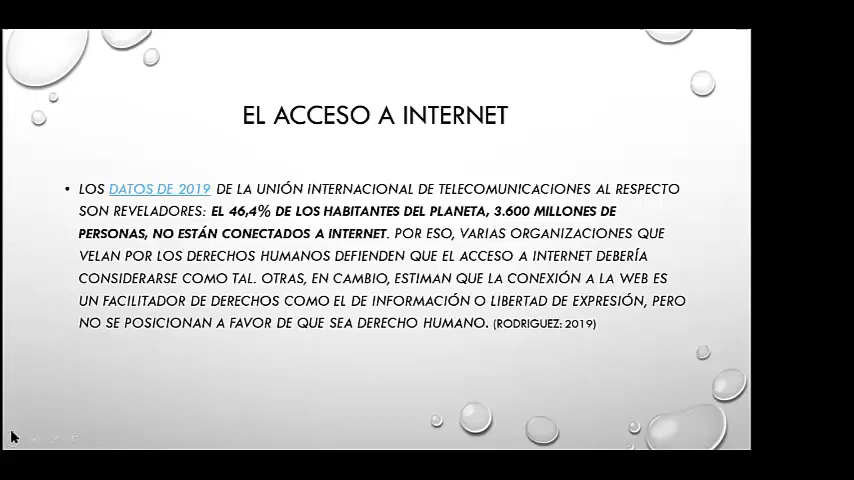 EL ACCESO A INTERNET
• LOS DATOS DE 2019 DE LA UNIÓN INTERNACIONAL DE TELECOMUNICACIONES AL RESPECTO
SON REVELADORES: EL 46,4% DE LOS HABITANTES DEL PLANETA, 3.600 MILLONES DE
PERSONAS, NO ESTÁN CONECTADOS A INTERNET. POR ESO, VARIAS ORGANIZACIONES QUE
VELAN POR LOS DERECHOS HUMANOS DEFIENDEN QUE EL ACCESO A INTERNET DEBERÍA
CONSIDERARSE COMO TAL. OTRAS, EN CAMBIO, ESTIMAN QUE LA CONEXIÓN A LA WEB ES
UN FACILITADOR DE DERECHOS COMO EL DE INFORMACIÓN O LIBERTAD DE EXPRESIÓN, PERO
NO SE POSICIONAN A FAVOR DE QUE SEA DERECHO HUMANO. (RODRIGUEZ: 2019)